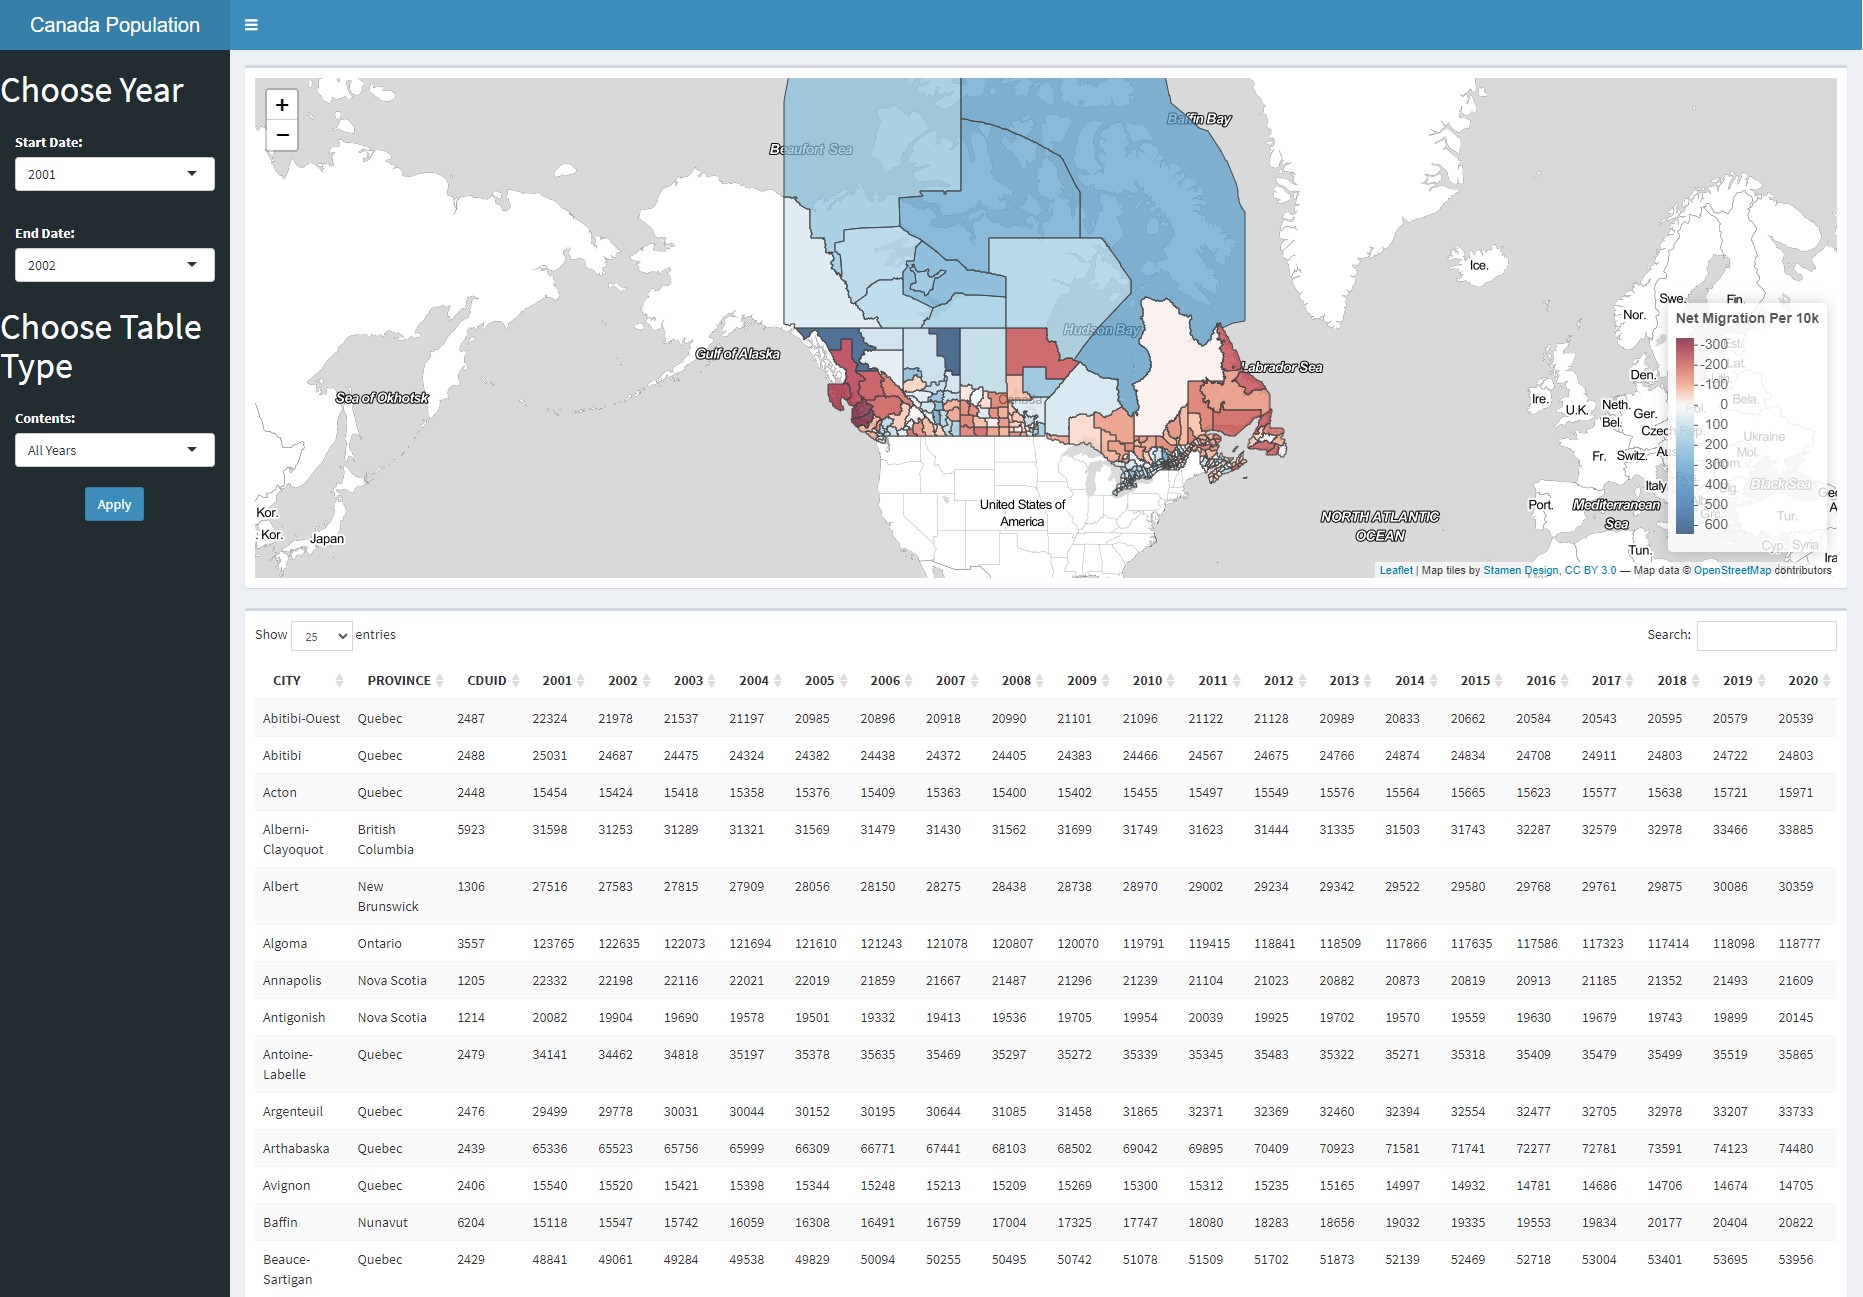 Canada Population
Choose Year
Start Date:
2001
End Date:
2002
Choose Table
Type
Contents:
All Years
Apply
+
−
Baffin Bay
Beaufort Sea
Ice.
Swe.
Fin.
Nor.
Hudson Bay
Gulf of Alaska
Labrador Sea
Sea of Okhotsk
Canada
Den.
Ire.
U.K.
Neth.
Bel.
Ger.
Czech Rep.
Bela.
Ukraine
Mol.
Fr.
Switz.
Italy
Black Sea
United States of
America
Port.
Mediterranean
Sea
Tur.
NORTH ATLANTIC
OCEAN
Kor.
Kor.
Japan
Tun.
Cyp.
Syria
Net Migration Per 10k
-300
-200
-100
0
100
200
300
400
500
600
Leaflet | Map tiles by Stamen Design, CC BY 3.0 — Map data © OpenStreetMap contributors
Show 25 entries
Search:
CITY PROVINCE CDUID 2001 2002 2003 2004 2005 2006 2007 2008 2009 2010 2011 2012 2013 2014 2015 2016 2017 2018 2019 2020
Abitibi-Ouest Quebec 2487 22324 21978 21537 21197 20985 20896 20918 20990 21101 21096 21122 21128 20989 20833 20662 20584 20543 20595 20579 20539
Abitibi Quebec 2488 25031 24687 24475 24324 24382 24438 24372 24405 24383 24466 24567 24675 24766 24874 24834 24708 24911 24803 24722 24803
Acton Quebec 2448 15454 15424 15418 15358 15376 15409 15363 15400 15402 15455 15497 15549 15576 15564 15665 15623 15577 15638 15721 15971
Alberni- British 5923 31598 31253 31289 31321 31569 31479 31430 31562 31699 31749 31623 31444 31335 31503 31743 32287 32579 32978 33466 33885
Clayoquot Columbia
Albert New 1306 27516 27583 27815 27909 28056 28150 28275 28438 28738 28970 29002 29234 29342 29522 29580 29768 29761 29875 30086 30359
Brunswick
Algoma Ontario 3557 123765 122635 122073 121694 121610 121243 121078 120807 120070 119791 119415 118841 118509 117866 117635 117586 117323 117414 118098 118777
Annapolis Nova Scotia 1205 22332 22198 22116 22021 22019 21859 21667 21487 21296 21239 21104 21023 20882 20873 20819 20913 21185 21352 21493 21609
Antigonish Nova Scotia 1214 20082 19904 19690 19578 19501 19332 19413 19536 19705 19954 20039 19925 19702 19570 19559 19630 19679 19743 19899 20145
Antoine- Quebec 2479 34141 34462 34818 35197 35378 35635 35469 35297 35272 35339 35345 35483 35322 35271 35318 35409 35479 35499 35519 35865
Labelle
Argenteuil Quebec 2476 29499 29778 30031 30044 30152 30195 30644 31085 31458 31865 32371 32369 32460 32394 32554 32477 32705 32978 33207 33733
Arthabaska Quebec 2439 65336 65523 65756 65999 66309 66771 67441 68103 68502 69042 69895 70409 70923 71581 71741 72277 72781 73591 74123 74480
Avignon Quebec 2406 15540 15520 15421 15398 15344 15248 15213 15209 15269 15300 15312 15235 15165 14997 14932 14781 14686 14706 14674 14705
Baffin Nunavut 6204 15118 15547 15742 16059 16308 16491 16759 17004 17325 17747 18080 18283 18656 19032 19335 19553 19834 20177 20404 20822
Beauce- Quebec 2429 48841 49061 49284 49538 49829 50094 50255 50495 50742 51078 51509 51702 51873 52139 52469 52718 53004 53401 53695 53956
Sartigan